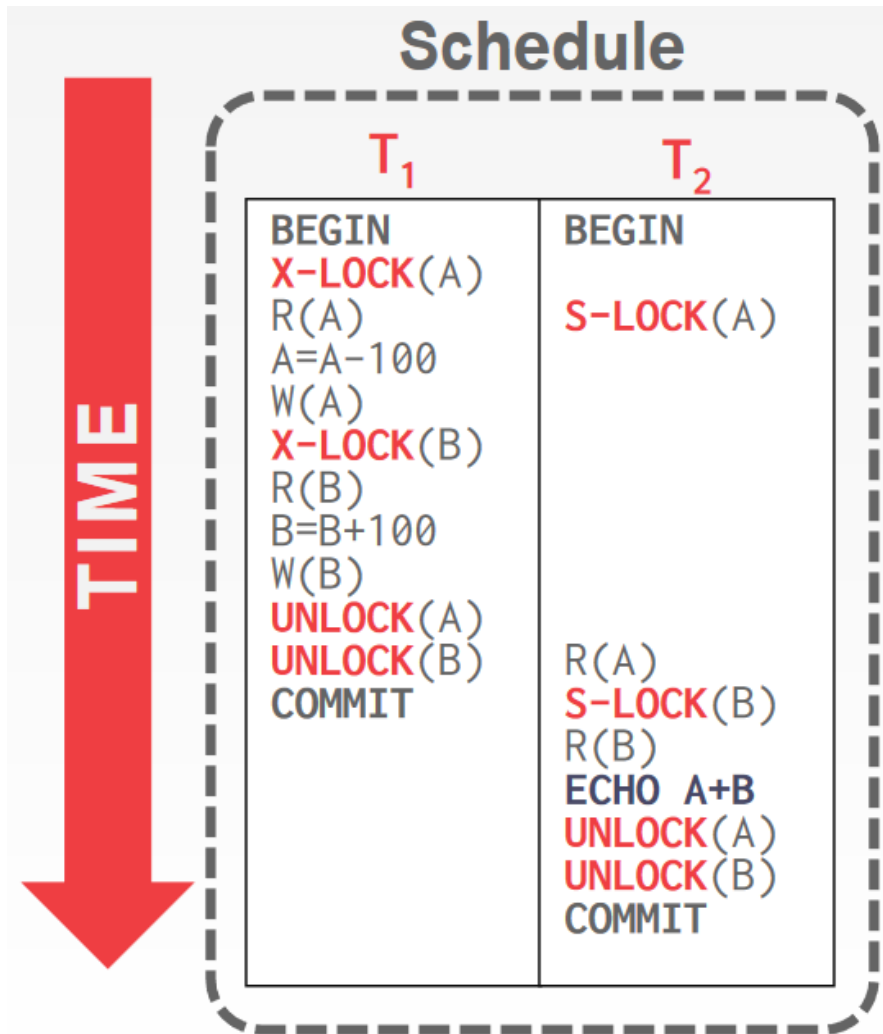 Schedule
TIME
T1
BEGIN
X-LOCK(A)
R(A)
A=A-100
W(A)
X-LOCK(B)
R(B)
B=B+100
W(B)
UNLOCK(A)
UNLOCK(B)
COMMIT
T2
BEGIN
S-LOCK(A)
R(A)
S-LOCK(B)
R(B)
ECHO A+B
UNLOCK(A)
UNLOCK(B)
COMMIT